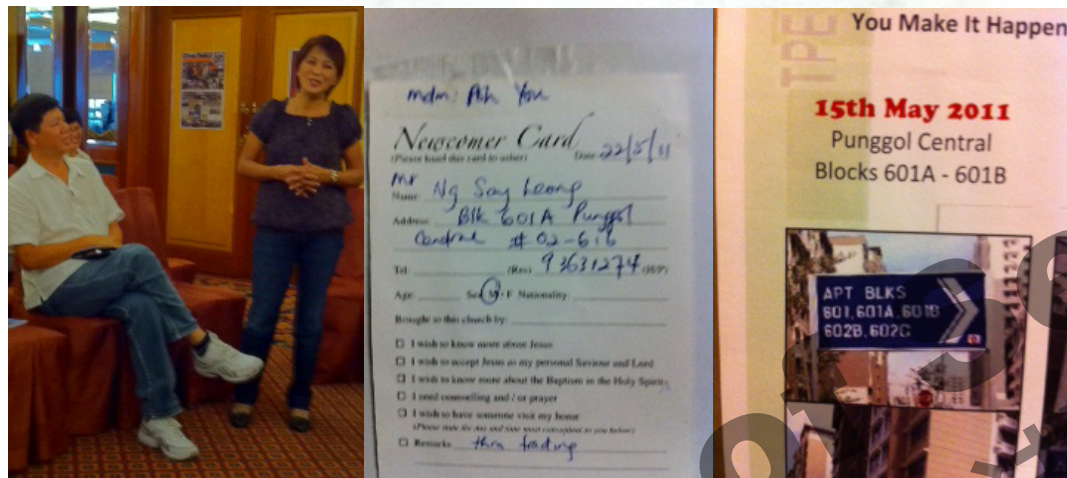 mdm: Poh Yon
Newcomer Card
(Please hand this card to usher)
Date 22/5/11
Mr
Name: Ng Say Leong
Address: Blk 601A Punggol
Central # 02-616
Tel: (Res) 93631274 (H/P)
Age: Sex M / F Nationality:
Brought to this church by:
I wish to know more about Jesus
I wish to accept Jesus as my personal Saviour and Lord
I wish to know more about the Baptism in the Holy Spirit
I need counselling and / or prayer
I wish to have someone visit my home
(Please state the day and time most convenient to you below)
Remarks
TPE
You Make It Happen
15th May 2011
Punggol Central
Blocks 601A - 601B
APT BLKS
601,601A,601B
602B,602C